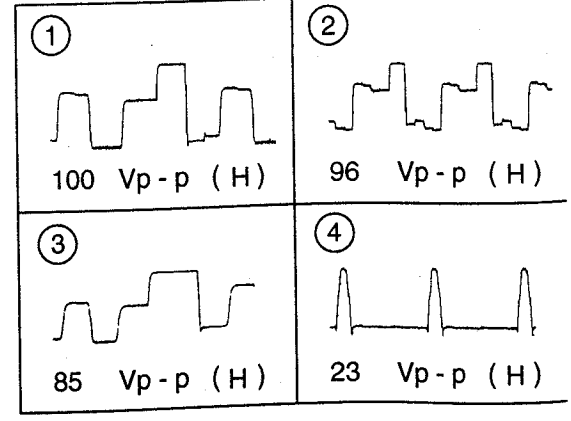 ①
100 Vp-p (H)
②
96 Vp-p (H)
③
85 Vp-p (H)
④
23 Vp-p (H)